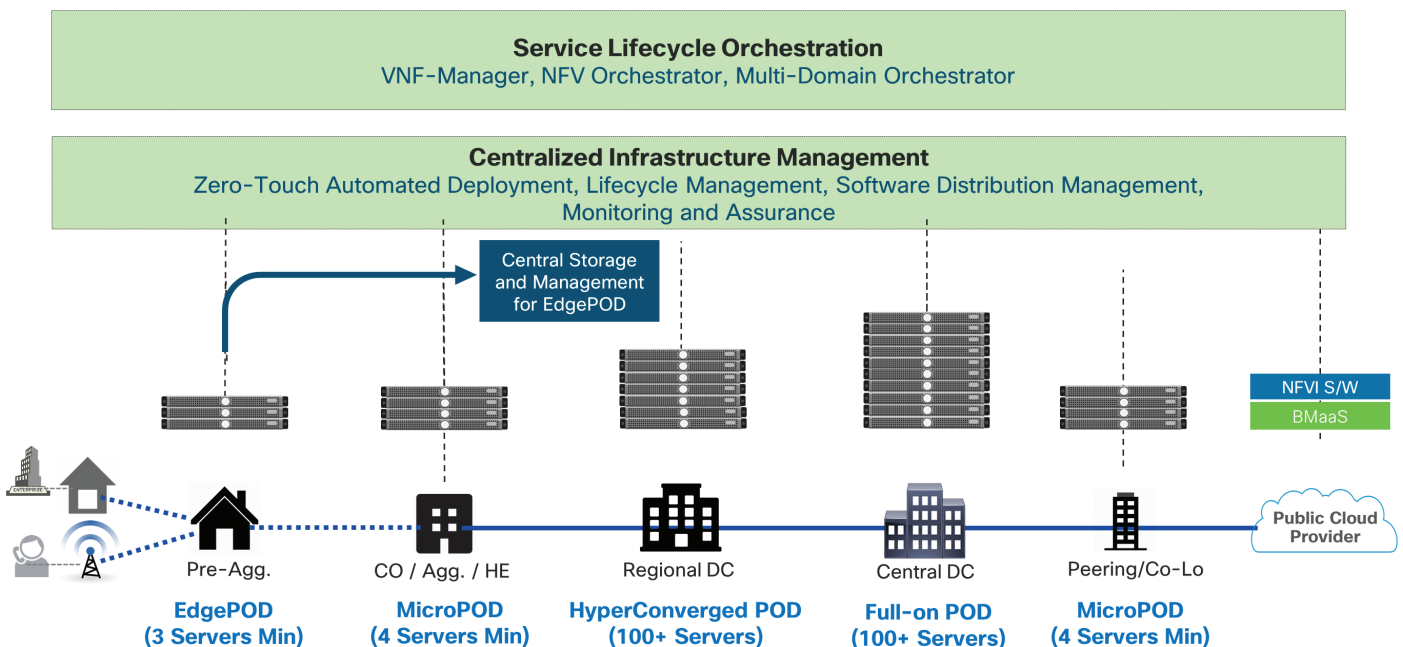 Service Lifecycle Orchestration
VNF-Manager, NFV Orchestrator, Multi-Domain Orchestrator
Centralized Infrastructure Management
Zero-Touch Automated Deployment, Lifecycle Management, Software Distribution Management,
Monitoring and Assurance
Central Storage
and Management
for EdgePOD
NFVI S/W
BMaaS
ENTERPRISE
Public Cloud
Provider
Pre-Agg.
CO / Agg. / HE
Regional DC
Central DC
Peering/Co-Lo
EdgePOD
(3 Servers Min)
MicroPOD
(4 Servers Min)
HyperConverged POD
(100+ Servers)
Full-on POD
(100+ Servers)
MicroPOD
(4 Servers Min)